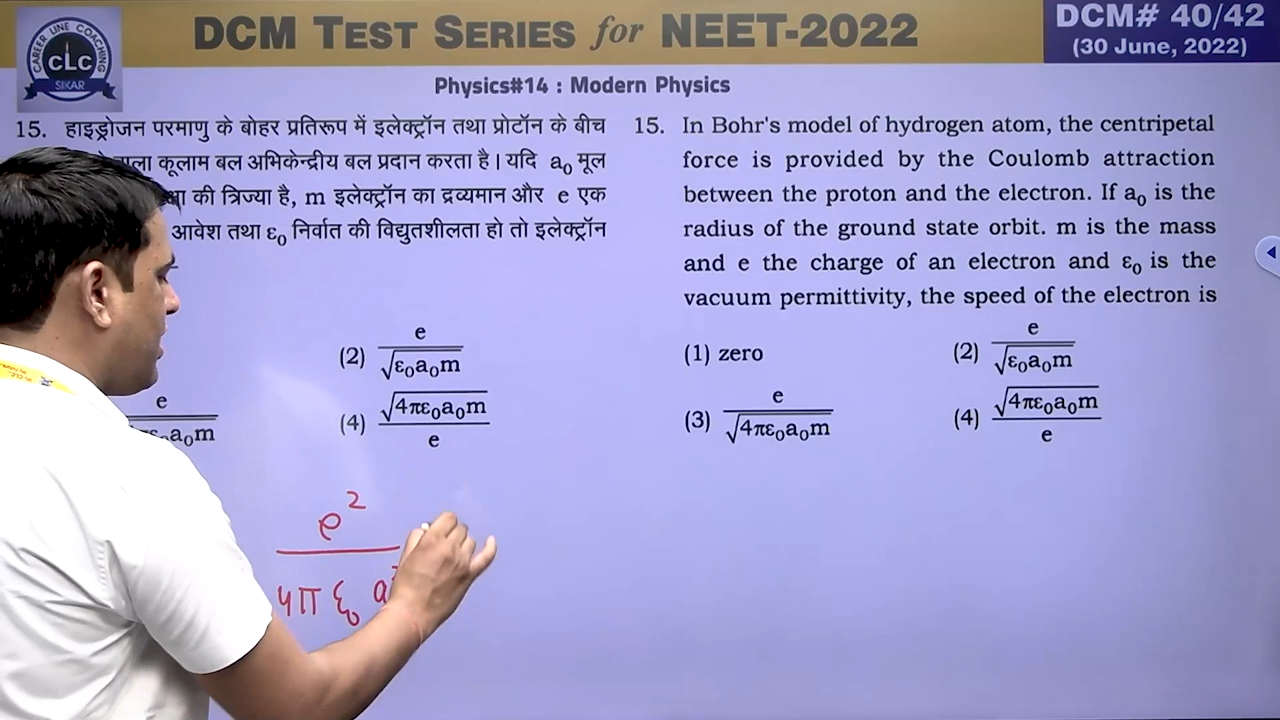 DCM TEST SERIES for NEET-2022
DCM# 40/42
(30 June, 2022)
CAREER LINE COACHING
CLC
SIKAR
Physics#14 : Modern Physics
15. हाइड्रोजन परमाणु के बोहर प्रतिरूप में इलेक्ट्रॉन तथा प्रोटॉन के बीच
कूलाम बल अभिकेन्द्रीय बल प्रदान करता है। यदि a₀ मूल
की त्रिज्या है, m इलेक्ट्रॉन का द्रव्यमान और e एक
आवेश तथा ε₀ निर्वात की विद्युतशीलता हो तो इलेक्ट्रॉन
(2) e
√ε₀a₀m
e
a₀m
(4) √4πε₀a₀m
e
15. In Bohr's model of hydrogen atom, the centripetal
force is provided by the Coulomb attraction
between the proton and the electron. If a₀ is the
radius of the ground state orbit. m is the mass
and e the charge of an electron and ε₀ is the
vacuum permittivity, the speed of the electron is
(1) zero
(2) e
√ε₀a₀m
(3) e
√4πε₀a₀m
(4) √4πε₀a₀m
e
e²
4π ε₀ a